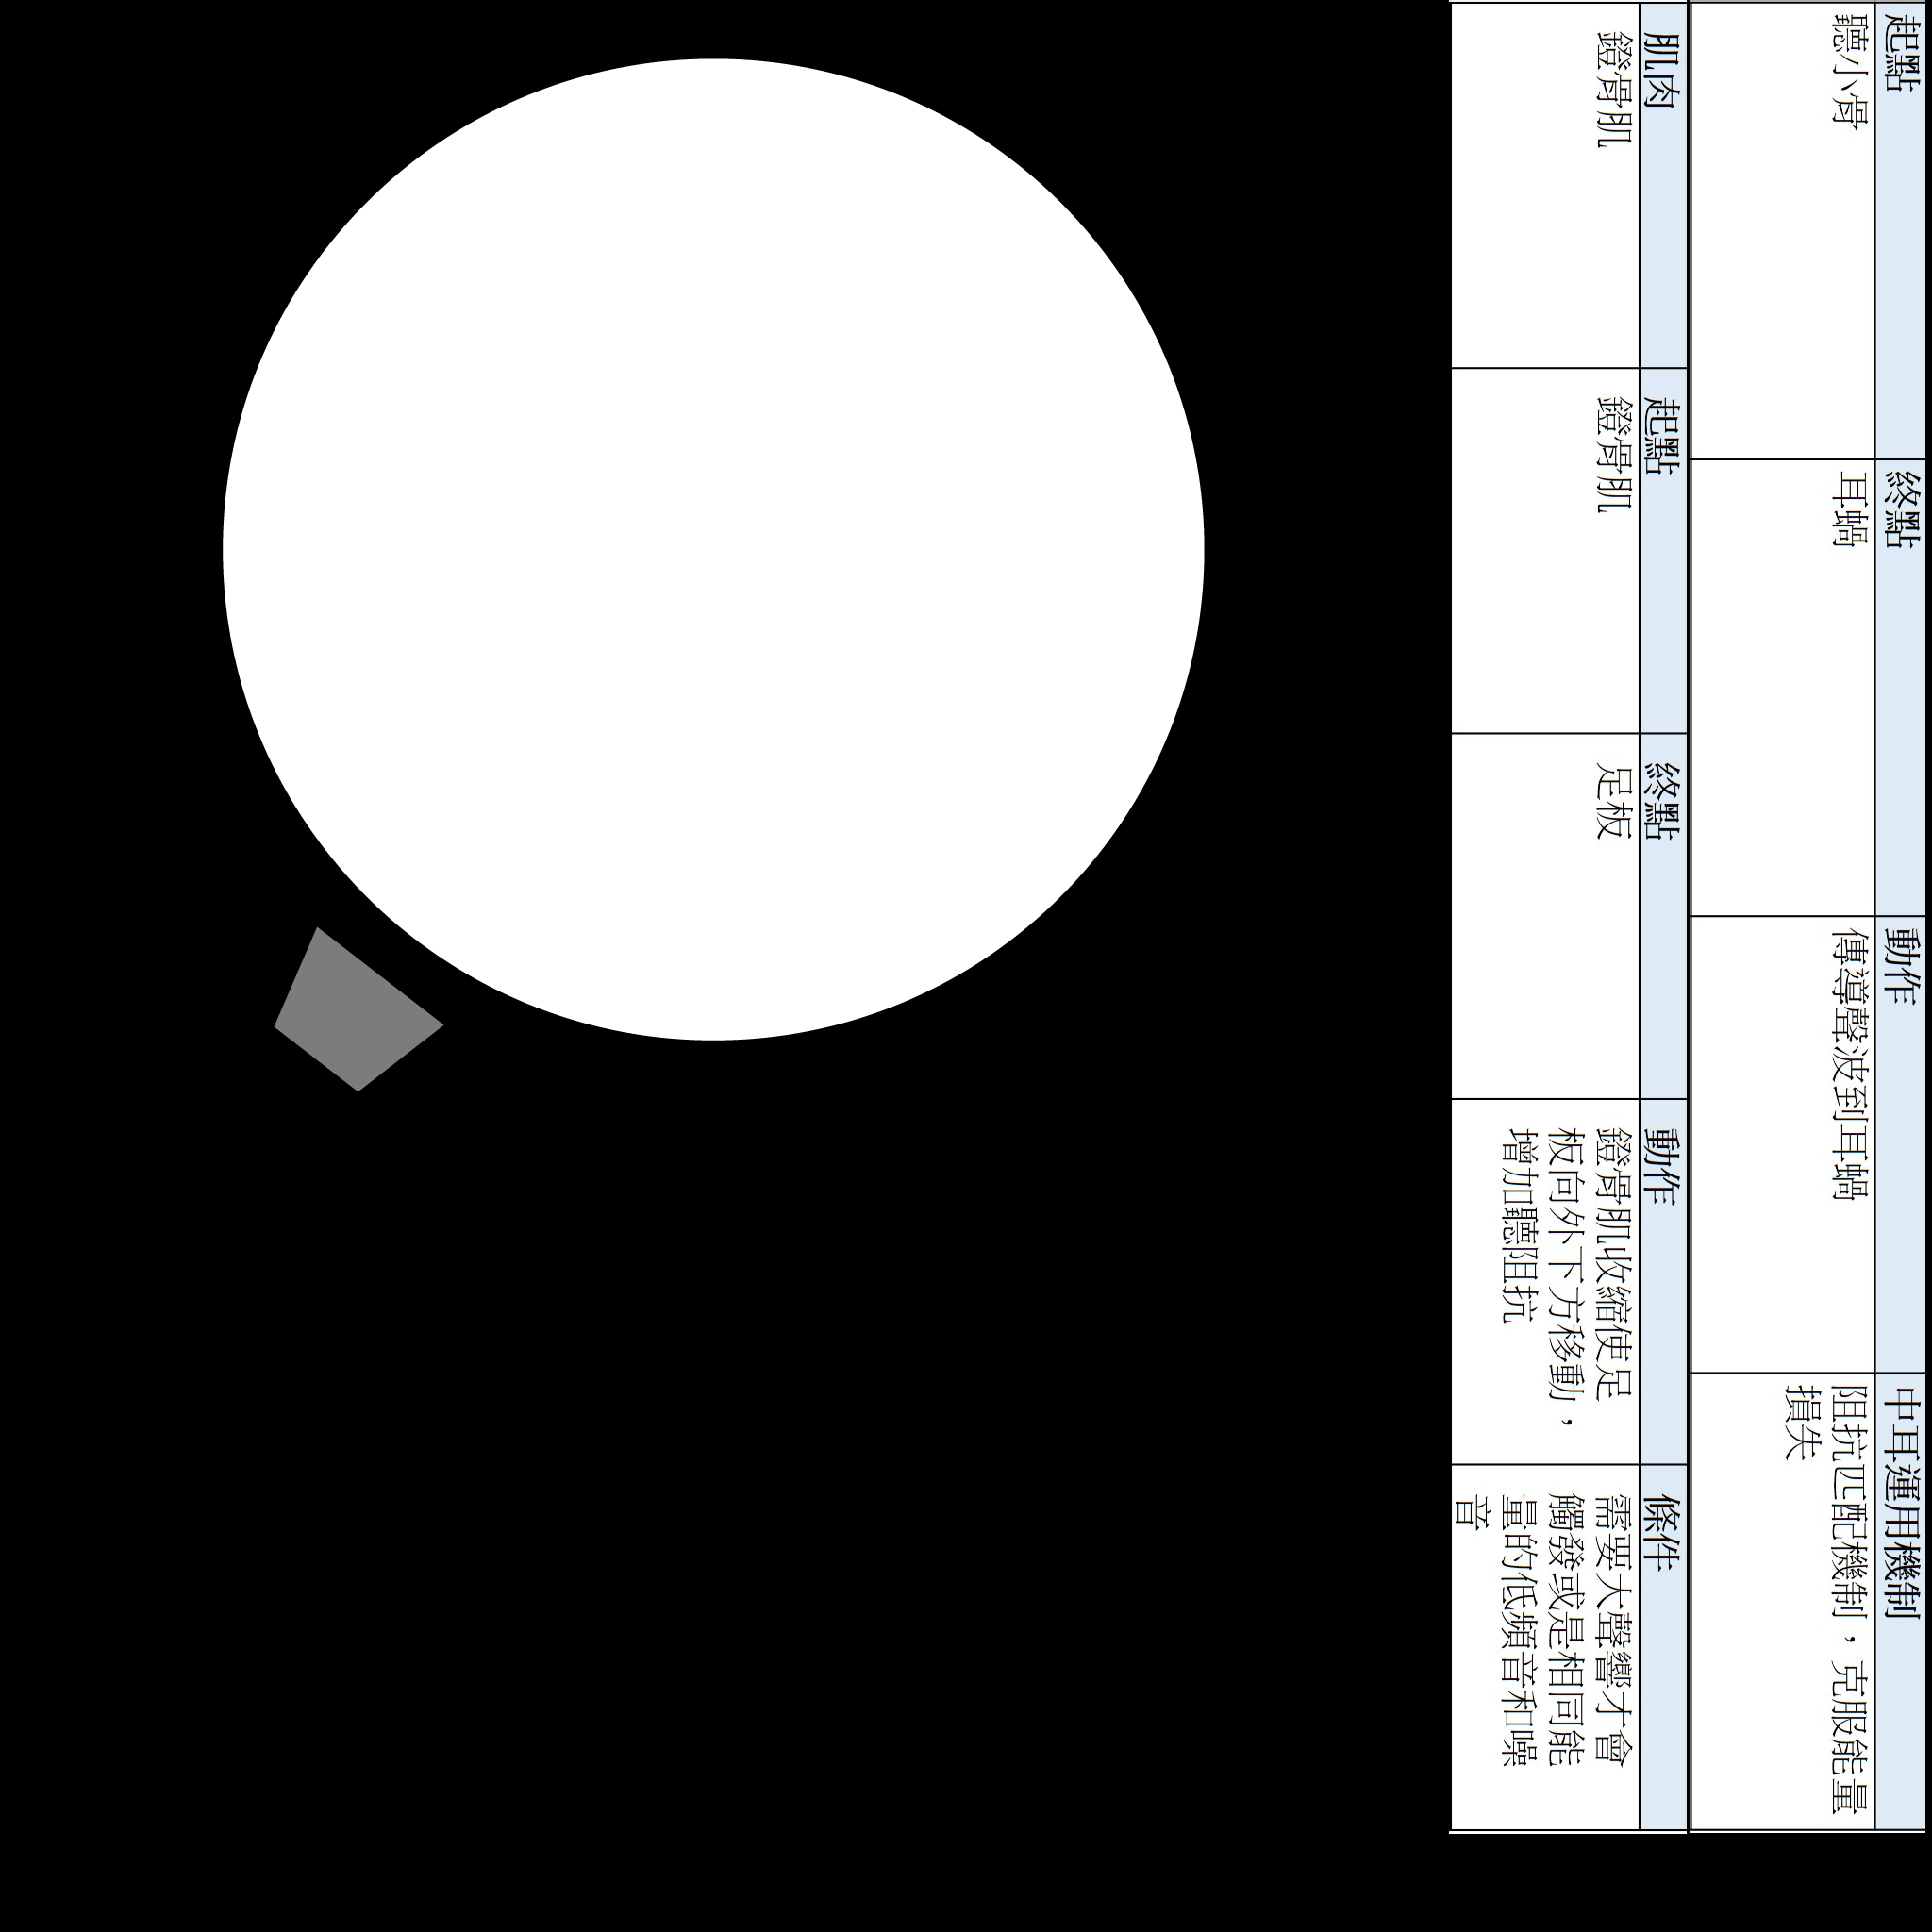 起點
終點
動作
中耳運用機制
聽小骨
耳蝸
傳導聲波到耳蝸
阻抗匹配機制，克服能量
損失
肌肉
起點
終點
動作
條件
鐙骨肌
鐙骨肌
足板
鐙骨肌收縮使足
板向外下方移動，
增加聽阻抗
需要大聲響才會
觸發或是相同能
量的低頻音和噪
音